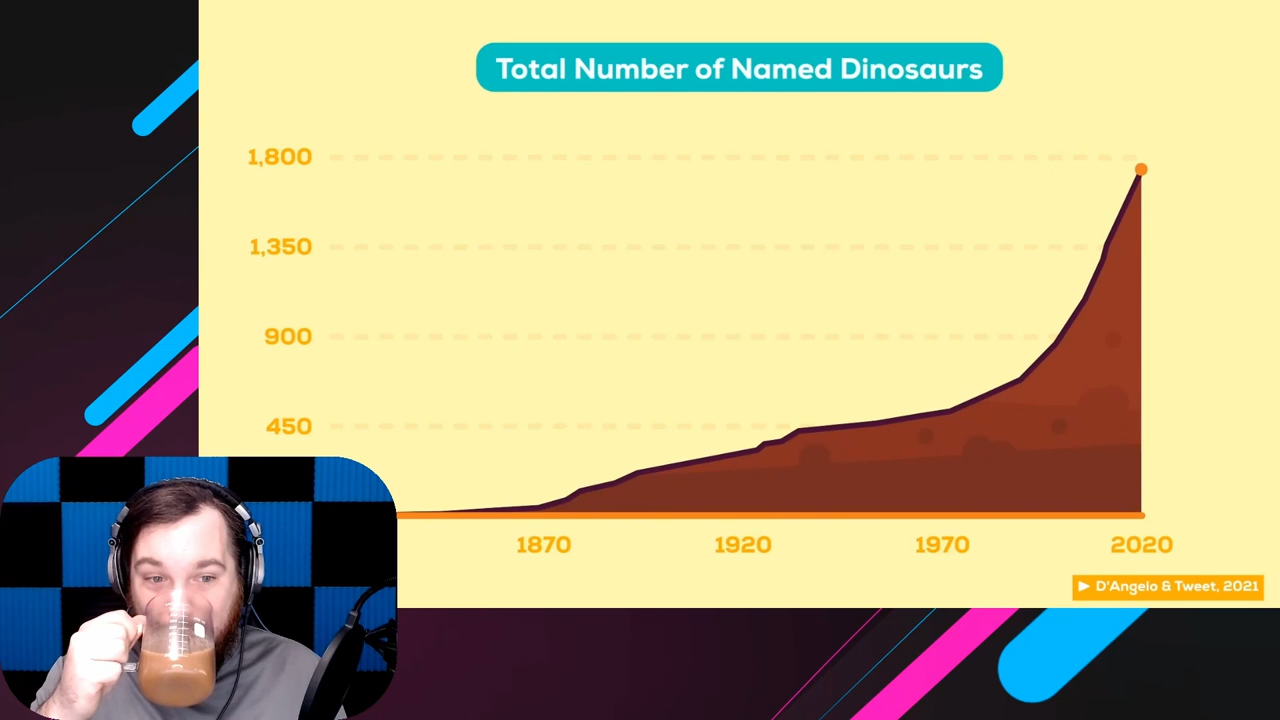 Total Number of Named Dinosaurs
1,800
1,350
900
450
1870 1920 1970 2020
▶ D'Angelo & Tweet, 2021